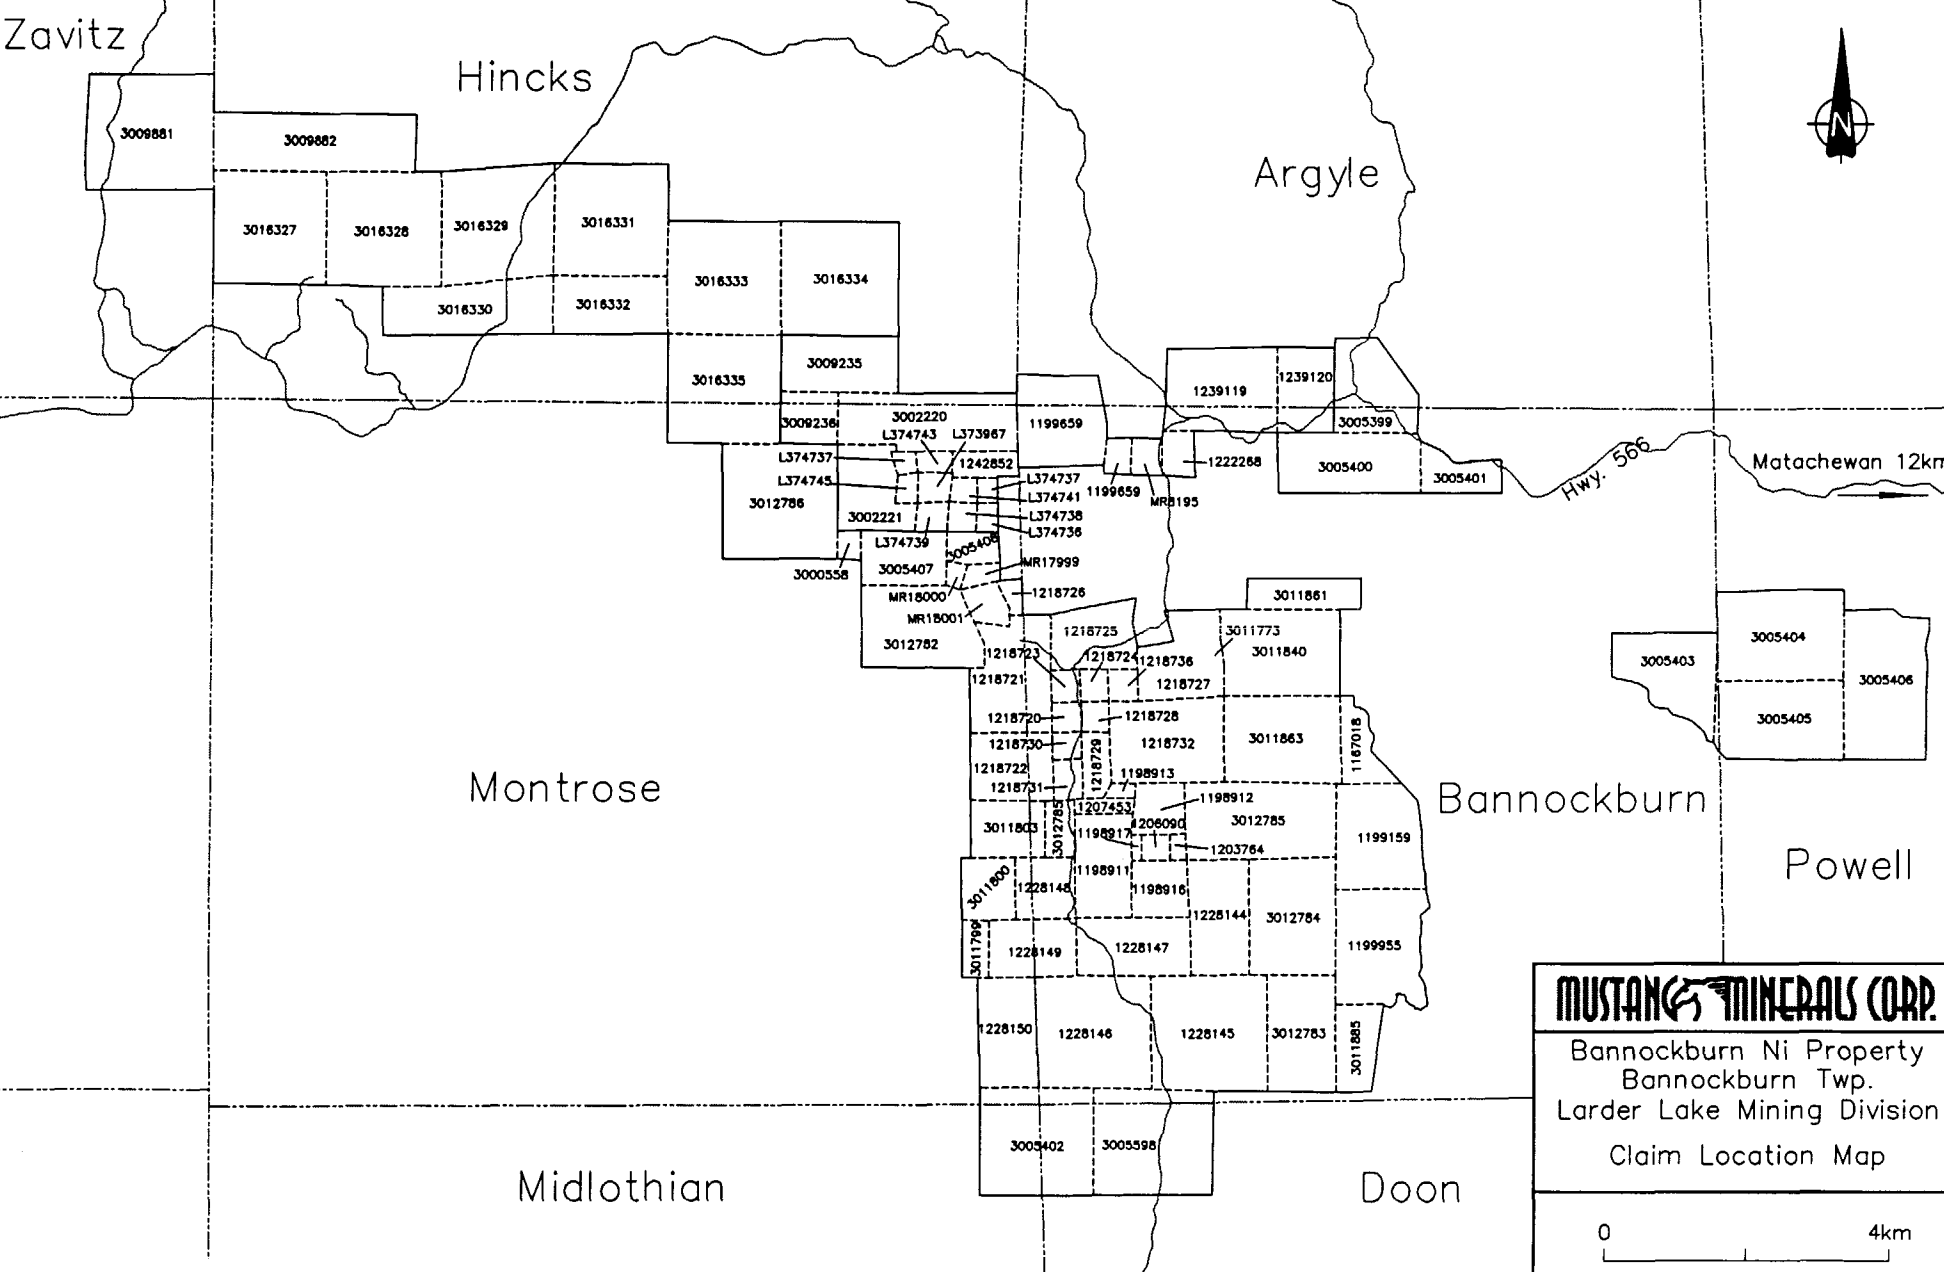 Zavitz
Hincks
3009881
3009882
N
Argyle
3016327
3016328
3016329
3016331
3016333
3016334
3016330
3016332
3009235
3016335
1239119
1239120
3009236
3002220
1199659
3005399
L374743
L373967
L374737
1242852
1222268
3005400
Hwy. 566
Matachewan 12km
L374745
L374737
3005401
3012786
L374741
1199659
MR8195
3002221
L374738
L374736
L374739
3005408
3000558
3005407
MR17999
MR18000
1218726
3011861
MR18001
1218725
3011773
3005404
3012782
1218723
1218724
1218736
3011840
3005403
1218721
1218727
3005406
1218720
1218728
3005405
1218730
1218732
3011863
1167018
1218722
1218729
1198913
Montrose
1218731
1198912
Bannockburn
1207453
3011803
3012785
1198917
1206090
3012785
1199159
1203764
Powell
3011800
1228148
1198911
1198916
1228144
3012784
3011799
1228149
1228147
1199955
MUSTANG MINERALS CORP.
1228150
1228146
1228145
3012783
3011885
Bannockburn Ni Property
Bannockburn Twp.
Larder Lake Mining Division
Claim Location Map
3005402
3005598
Midlothian
Doon
0 4km